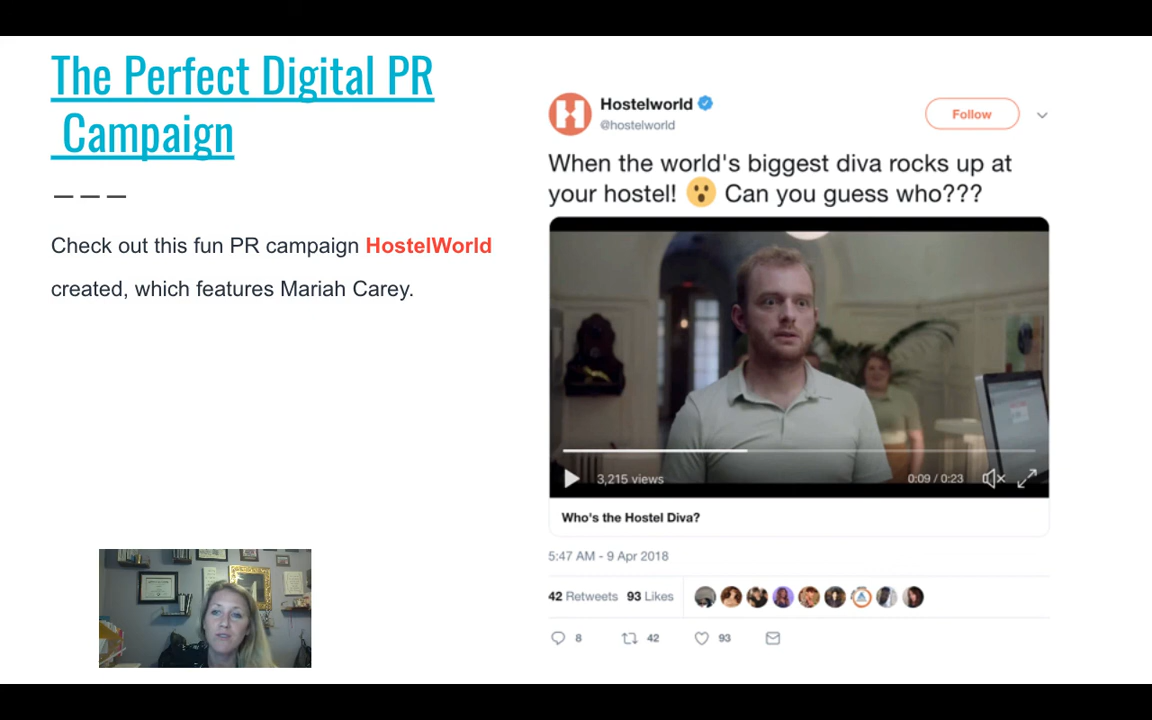 The Perfect Digital PR
Campaign
Check out this fun PR campaign HostelWorld
created, which features Mariah Carey.
Hostelworld
@hostelworld
Follow
When the world's biggest diva rocks up at
your hostel! 😮 Can you guess who???
3,215 views
0:09 / 0:23
Who's the Hostel Diva?
5:47 AM - 9 Apr 2018
42 Retweets 93 Likes
8 42 93